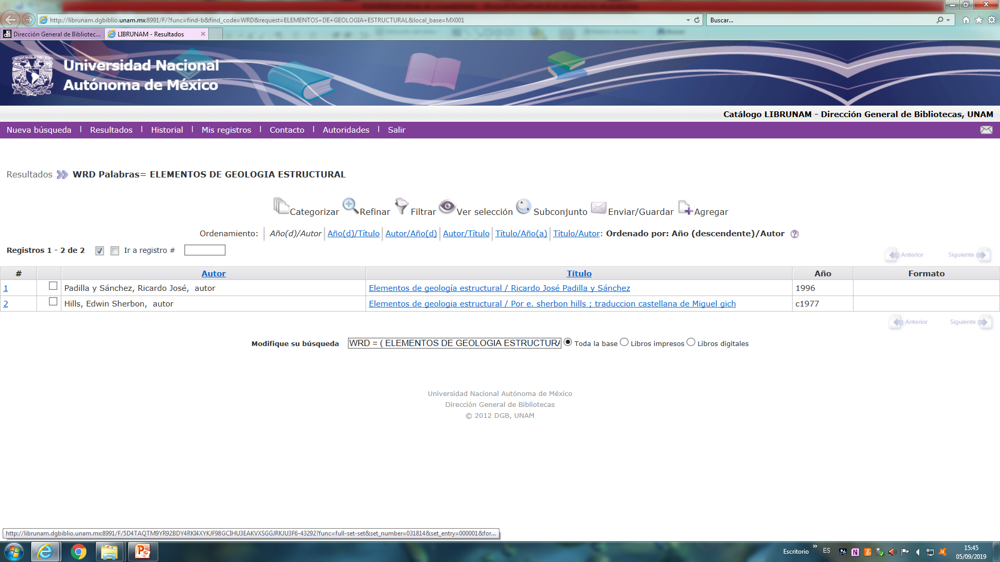 http://librunam.dgbiblio.unam.mx:8991/F/?func=find-b&find_code=WRD&request=ELEMENTOS+DE+GEOLOGIA+ESTRUCTURAL&local_base=MX001
Buscar...
Dirección General de Bibliotec...
LIBRUNAM - Resultados
Universidad Nacional
Autónoma de México
Catálogo LIBRUNAM - Dirección General de Bibliotecas, UNAM
Nueva búsqueda | Resultados | Historial | Mis registros | Contacto | Autoridades | Salir
Resultados WRD Palabras= ELEMENTOS DE GEOLOGIA ESTRUCTURAL
Categorizar Refinar Filtrar Ver selección Subconjunto Enviar/Guardar Agregar
Ordenamiento: Año(d)/Autor Año(d)/Título Autor/Año(d) Autor/Título Título/Año(a) Título/Autor: Ordenado por: Año (descendente)/Autor
Registros 1 - 2 de 2 Ir a registro #
Anterior Siguiente
# Autor Título Año Formato
1 Padilla y Sánchez, Ricardo José, autor Elementos de geología estructural / Ricardo José Padilla y Sánchez 1996
2 Hills, Edwin Sherbon, autor Elementos de geologia estructural / Por e. sherbon hills ; traduccion castellana de Miguel gich c1977
Anterior Siguiente
Modifique su búsqueda WRD = ( ELEMENTOS DE GEOLOGIA ESTRUCTURA Toda la base Libros impresos Libros digitales
Universidad Nacional Autónoma de México
Dirección General de Bibliotecas
© 2012 DGB, UNAM
http://librunam.dgbiblio.unam.mx:8991/F/5D4TAQTM9YR92BDY4RKI4XYKJF98GCIHU3EAKVXSGGJRKJU3F6-43292?func=full-set-set&set_number=031814&set_entry=000001&for...
Escritorio » ES 15:45
05/09/2019